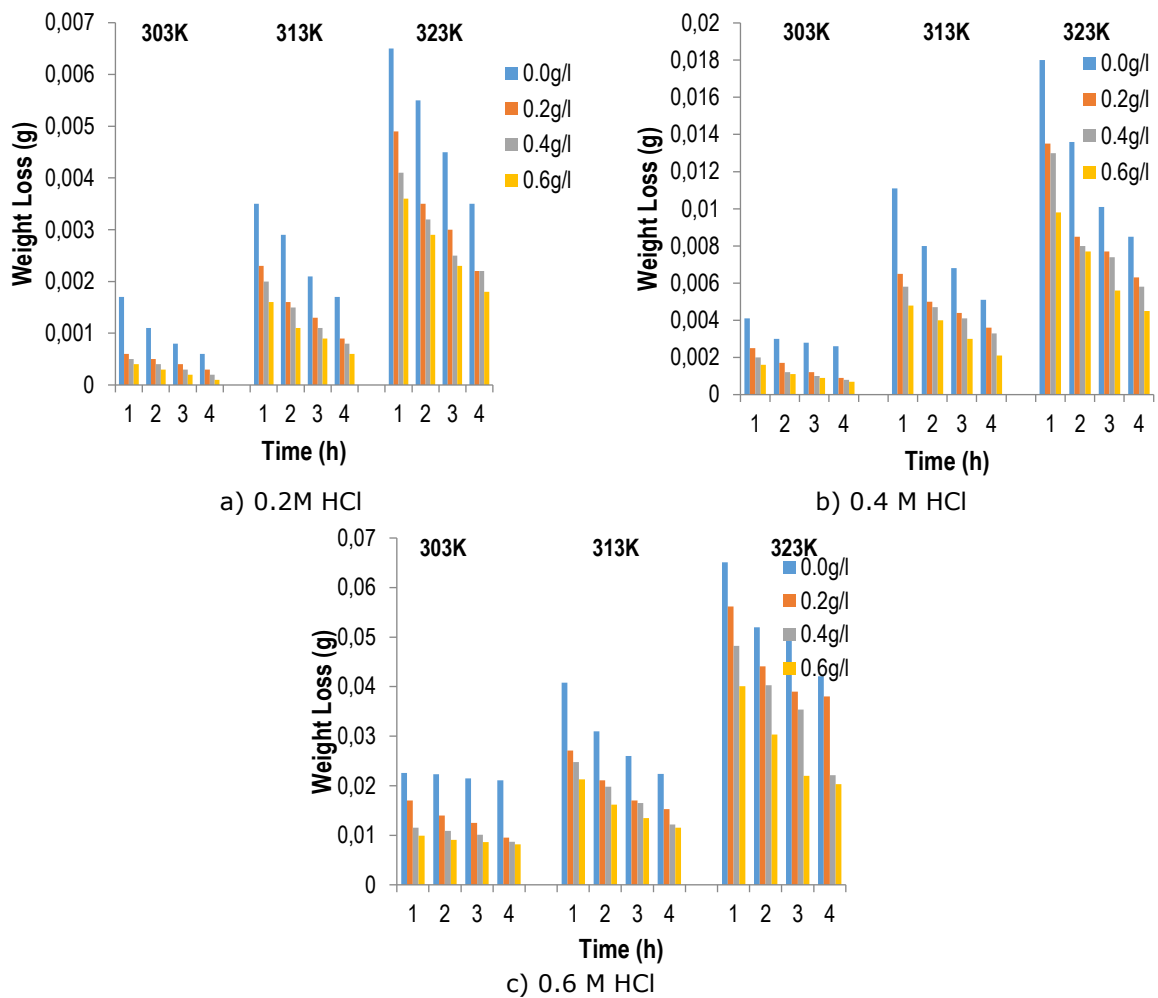 0,007
0,006
0,005
0,004
0,003
0,002
0,001
0
Weight Loss (g)
303K 313K 323K
0.0g/l
0.2g/l
0.4g/l
0.6g/l
1 2 3 4 1 2 3 4 1 2 3 4
Time (h)
a) 0.2M HCl
0,02
0,018
0,016
0,014
0,012
0,01
0,008
0,006
0,004
0,002
0
Weight Loss (g)
303K 313K 323K
0.0g/l
0.2g/l
0.4g/l
0.6g/l
1 2 3 4 1 2 3 4 1 2 3 4
Time (h)
b) 0.4 M HCl
0,07
0,06
0,05
0,04
0,03
0,02
0,01
0
Weight Loss (g)
303K 313K 323K
0.0g/l
0.2g/l
0.4g/l
0.6g/l
1 2 3 4 1 2 3 4 1 2 3 4
Time (h)
c) 0.6 M HCl